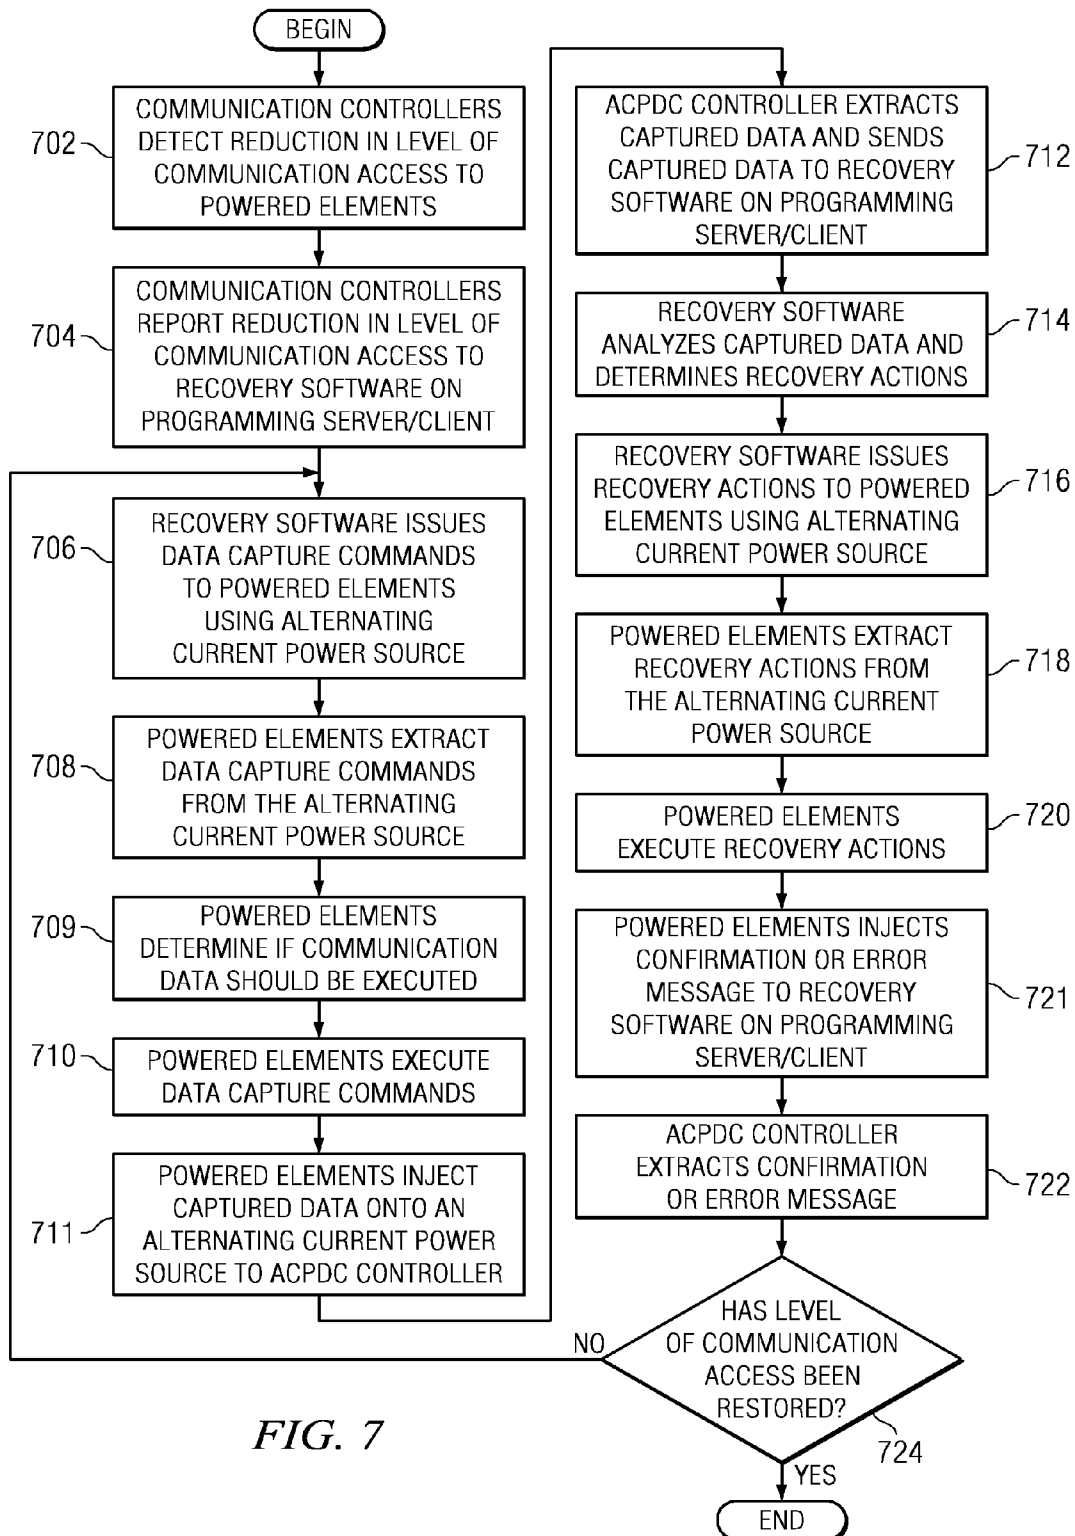 BEGIN
702
COMMUNICATION CONTROLLERS
DETECT REDUCTION IN LEVEL OF
COMMUNICATION ACCESS TO
POWERED ELEMENTS
704
COMMUNICATION CONTROLLERS
REPORT REDUCTION IN LEVEL OF
COMMUNICATION ACCESS TO
RECOVERY SOFTWARE ON
PROGRAMMING SERVER/CLIENT
706
RECOVERY SOFTWARE ISSUES
DATA CAPTURE COMMANDS
TO POWERED ELEMENTS
USING ALTERNATING
CURRENT POWER SOURCE
708
POWERED ELEMENTS EXTRACT
DATA CAPTURE COMMANDS
FROM THE ALTERNATING
CURRENT POWER SOURCE
709
POWERED ELEMENTS
DETERMINE IF COMMUNICATION
DATA SHOULD BE EXECUTED
710
POWERED ELEMENTS EXECUTE
DATA CAPTURE COMMANDS
711
POWERED ELEMENTS INJECT
CAPTURED DATA ONTO AN
ALTERNATING CURRENT POWER
SOURCE TO ACPDC CONTROLLER
ACPDC CONTROLLER EXTRACTS
CAPTURED DATA AND SENDS
CAPTURED DATA TO RECOVERY
SOFTWARE ON PROGRAMMING
SERVER/CLIENT
712
RECOVERY SOFTWARE
ANALYZES CAPTURED DATA AND
DETERMINES RECOVERY ACTIONS
714
RECOVERY SOFTWARE ISSUES
RECOVERY ACTIONS TO POWERED
ELEMENTS USING ALTERNATING
CURRENT POWER SOURCE
716
POWERED ELEMENTS EXTRACT
RECOVERY ACTIONS FROM
THE ALTERNATING CURRENT
POWER SOURCE
718
POWERED ELEMENTS
EXECUTE RECOVERY ACTIONS
720
POWERED ELEMENTS INJECTS
CONFIRMATION OR ERROR
MESSAGE TO RECOVERY
SOFTWARE ON PROGRAMMING
SERVER/CLIENT
721
ACPDC CONTROLLER
EXTRACTS CONFIRMATION
OR ERROR MESSAGE
722
HAS LEVEL
OF COMMUNICATION
ACCESS BEEN
RESTORED?
724
NO
YES
END
FIG. 7